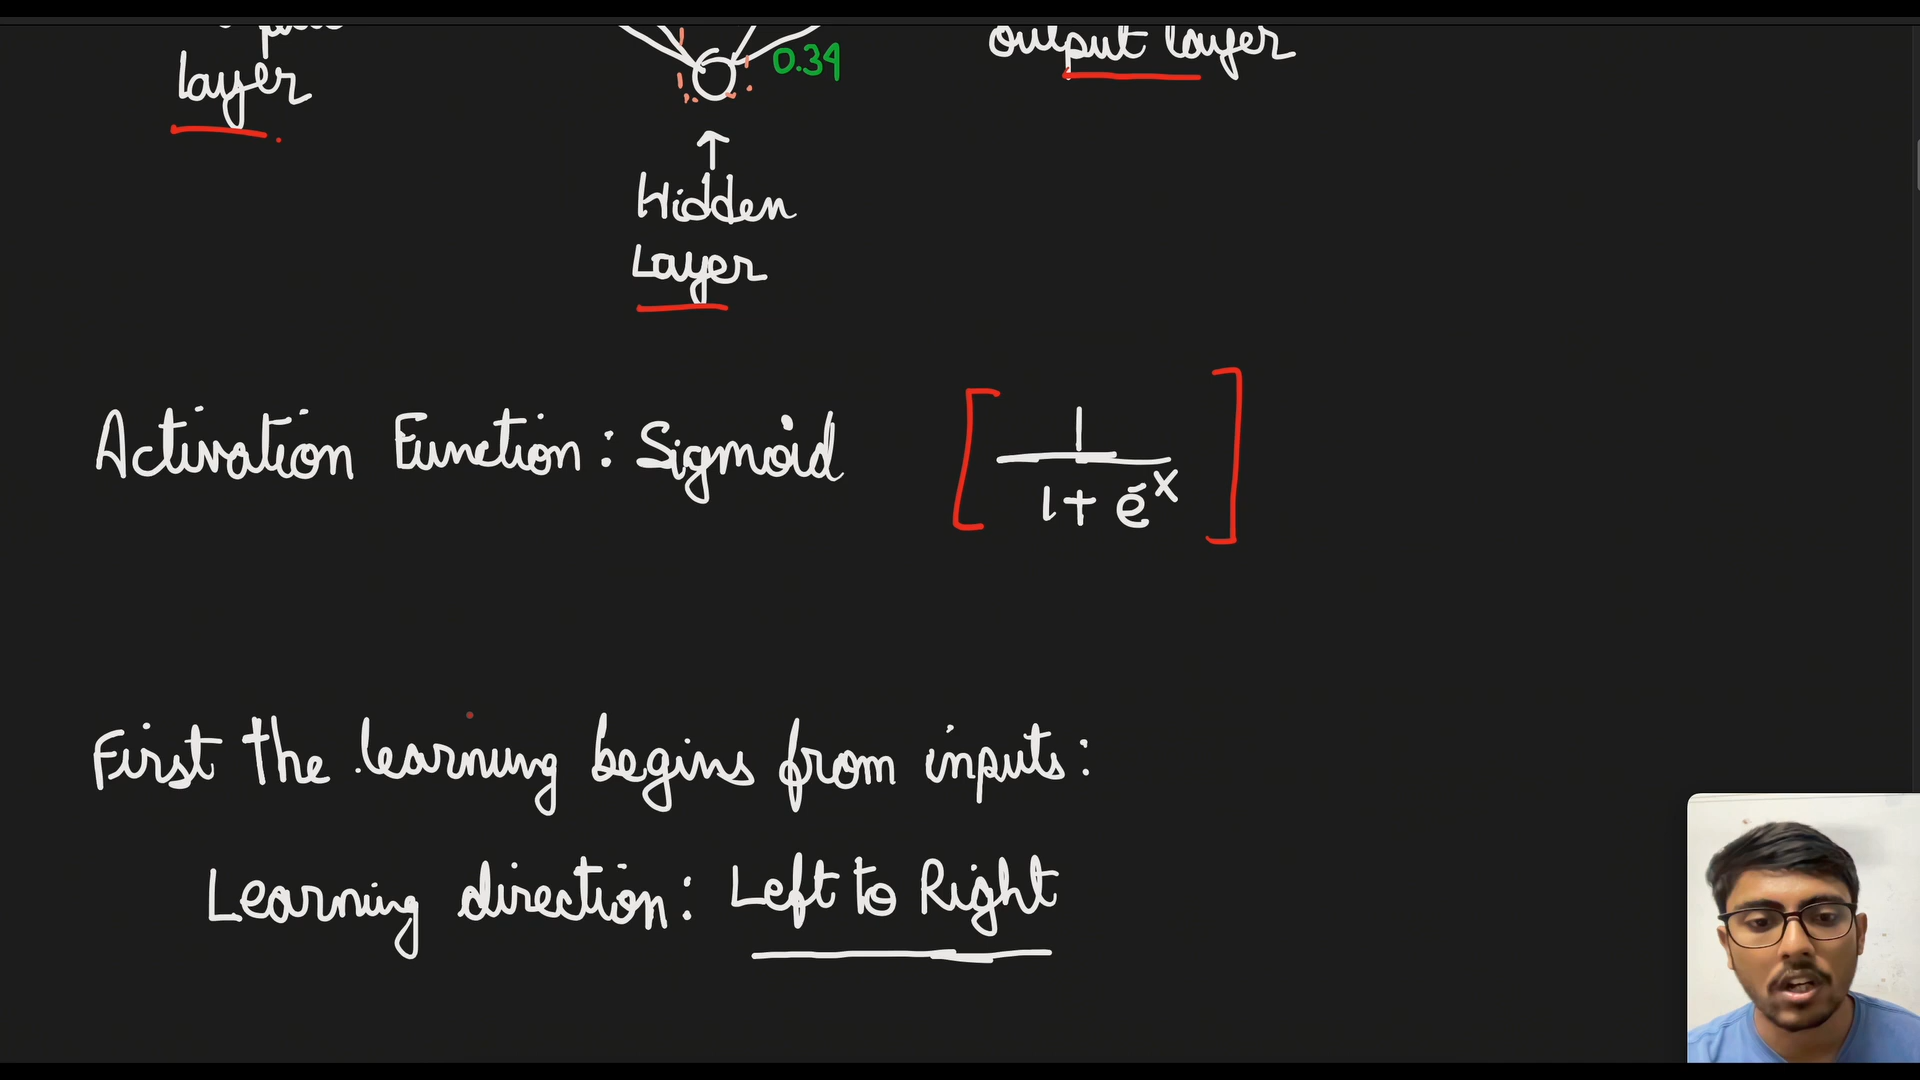 layer
output layer
0.34
↑
Hidden
Layer
Activation Function: Sigmoid [ 1 / 1 + e^-x ]
First the learning begins from inputs:
Learning direction: Left to Right